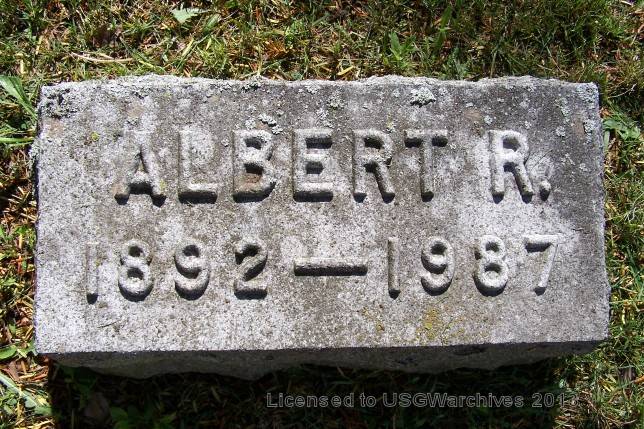 ALBERT R.
1892—1987
Licensed to USGWarchives